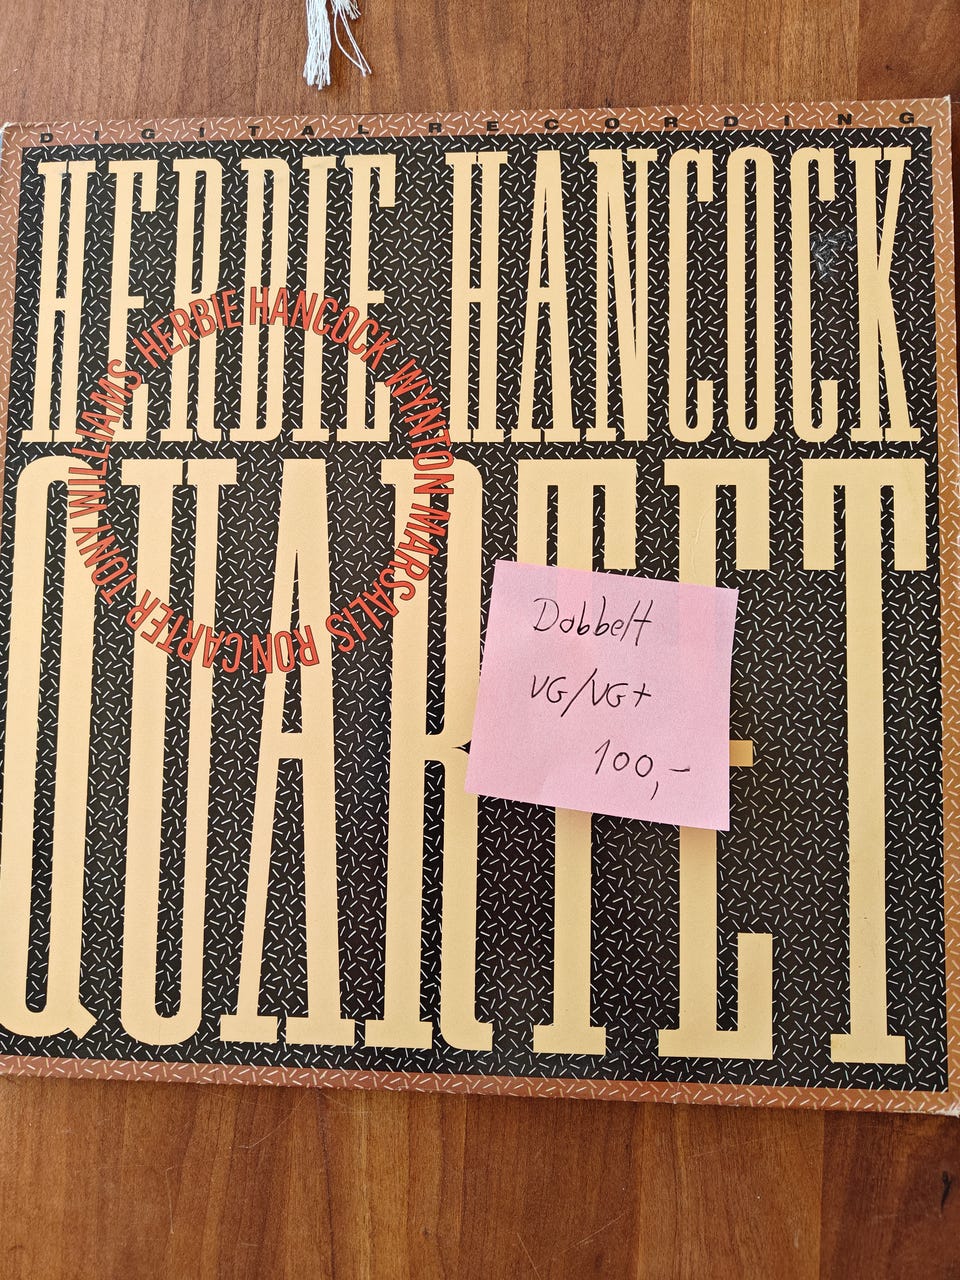 DIGITAL RECORDING
HERBIE HANCOCK
QUARTET
HERBIE HANCOCK WYNTON MARSALIS RON CARTER TONY WILLIAMS
Dobbelt
VG/VG+
100,-